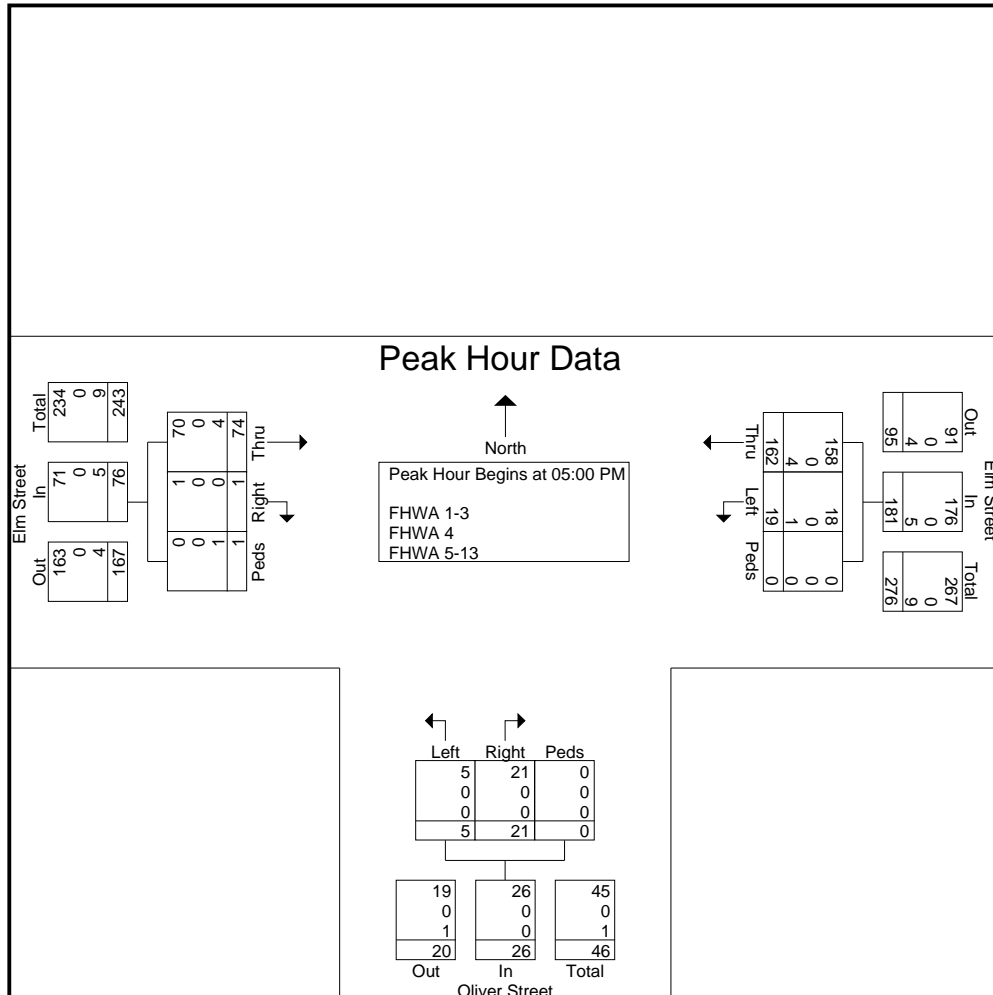 Peak Hour Data
North
Peak Hour Begins at 05:00 PM
FHWA 1-3
FHWA 4
FHWA 5-13
Elm Street
Total
234
0
9
243
In
71
0
5
76
Out
163
0
4
167
Thru
70
0
4
74
Right
1
0
0
1
Peds
0
0
1
1
Elm Street
Out
91
0
4
95
In
176
0
5
181
Total
267
0
9
276
Thru
158
0
4
162
Left
18
0
1
19
Peds
0
0
0
0
Left Right Peds
5 21 0
0 0 0
0 0 0
5 21 0
19 26 45
0 0 0
1 0 1
20 26 46
Out In Total
Oliver Street